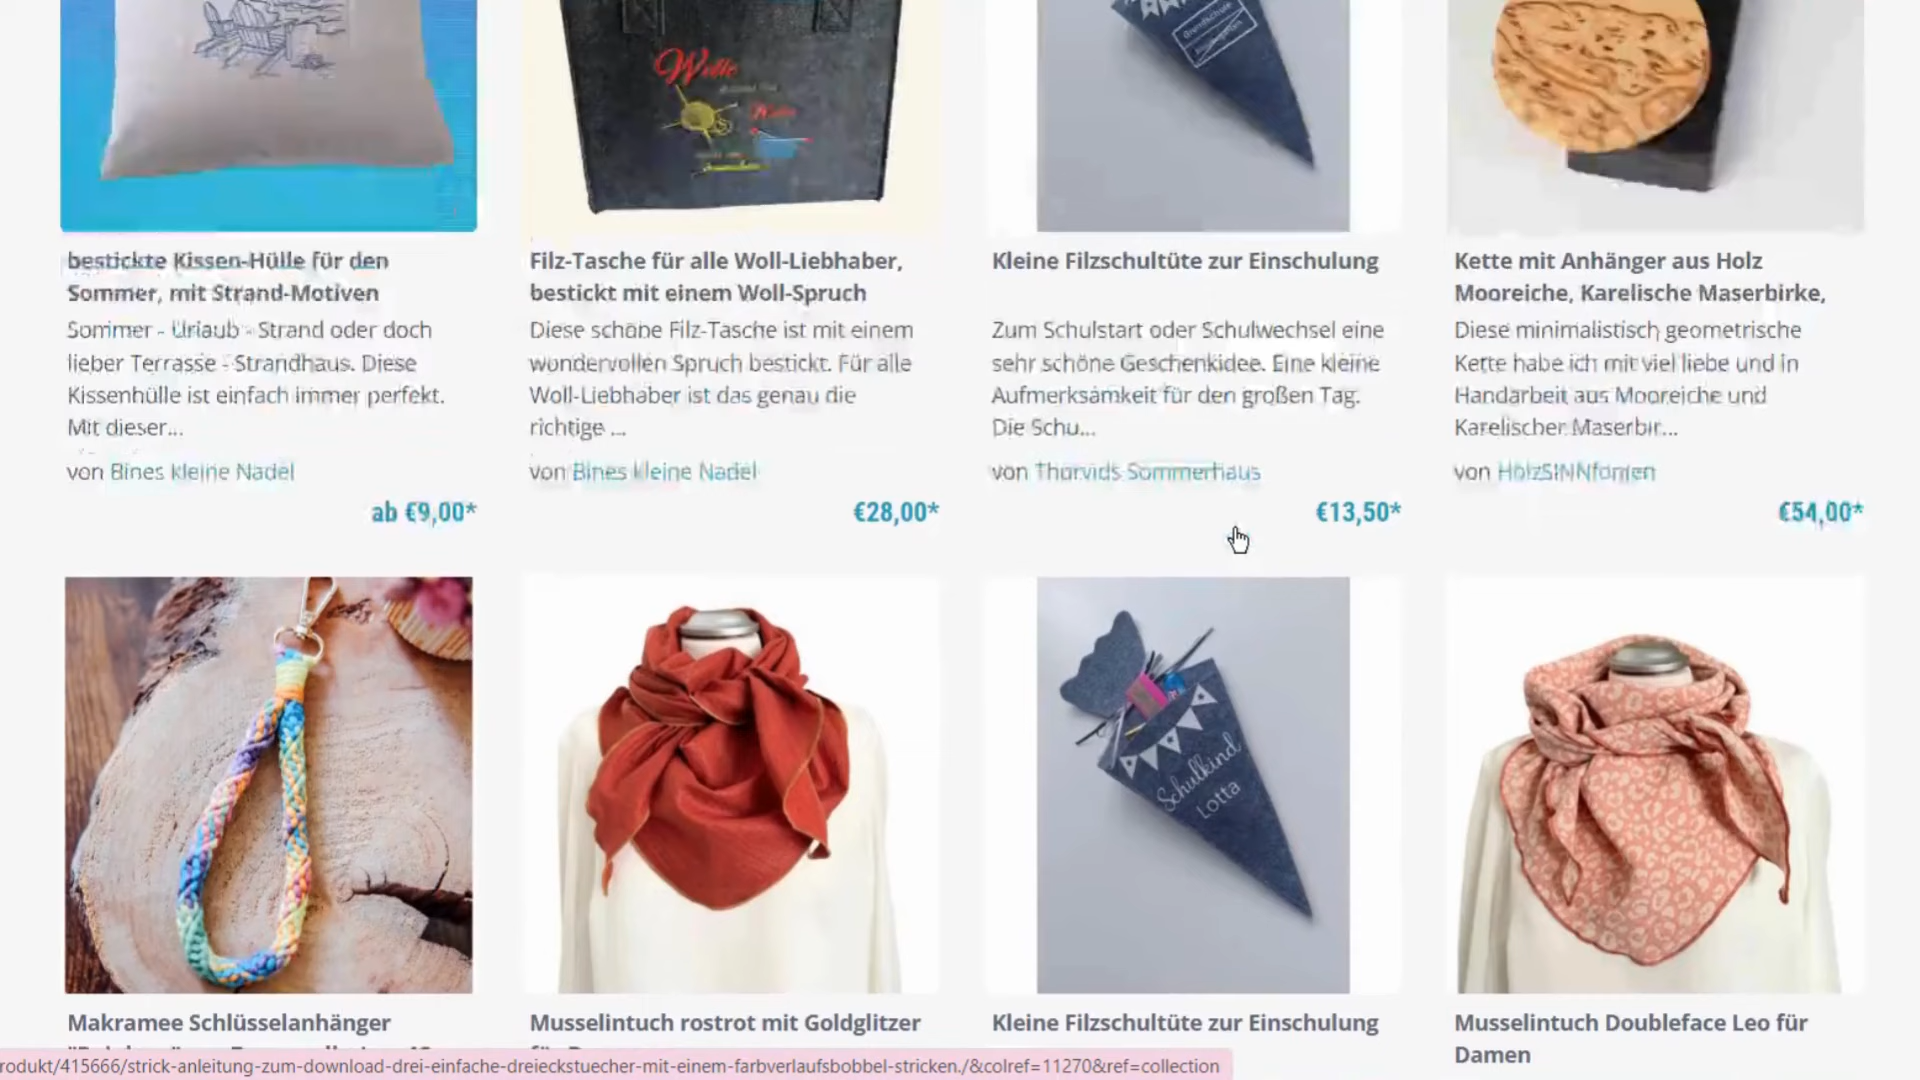 Wolle
Grundschule
bestickte Kissen-Hülle für den
Sommer, mit Strand-Motiven
Sommer - Urlaub - Strand oder doch
lieber Terrasse - Strandhaus. Diese
Kissenhülle ist einfach immer perfekt.
Mit dieser...
von Bines kleine Nadel
ab €9,00*
Filz-Tasche für alle Woll-Liebhaber,
bestickt mit einem Woll-Spruch
Diese schöne Filz-Tasche ist mit einem
wundervollen Spruch bestickt. Für alle
Woll-Liebhaber ist das genau die
richtige ...
von Bines kleine Nadel
€28,00*
Kleine Filzschultüte zur Einschulung
Zum Schulstart oder Schulwechsel eine
sehr schöne Geschenkidee. Eine kleine
Aufmerksamkeit für den großen Tag.
Die Schu...
von Thorvids Sommerhaus
€13,50*
Kette mit Anhänger aus Holz
Mooreiche, Karelische Maserbirke,
Diese minimalistisch geometrische
Kette habe ich mit viel liebe und in
Handarbeit aus Mooreiche und
Karelischer Maserbir...
von HolzSINNfonien
€54,00*
Schulkind
Lotta
Makramee Schlüsselanhänger
Musselintuch rostrot mit Goldglitzer
Kleine Filzschultüte zur Einschulung
Musselintuch Doubleface Leo für
Damen
rodukt/415666/strick-anleitung-zum-download-drei-einfache-dreieckstuecher-mit-einem-farbverlaufsbobbel-stricken./&colref=11270&ref=collection